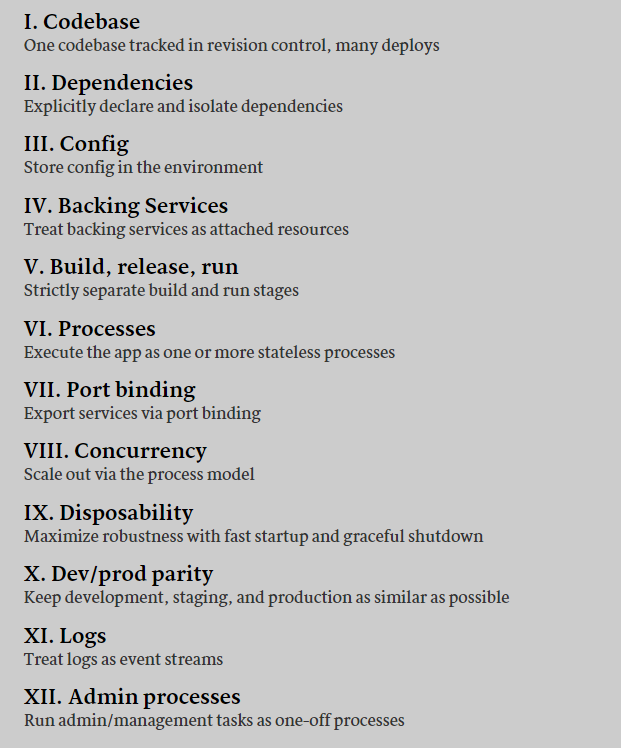 I. Codebase
One codebase tracked in revision control, many deploys
II. Dependencies
Explicitly declare and isolate dependencies
III. Config
Store config in the environment
IV. Backing Services
Treat backing services as attached resources
V. Build, release, run
Strictly separate build and run stages
VI. Processes
Execute the app as one or more stateless processes
VII. Port binding
Export services via port binding
VIII. Concurrency
Scale out via the process model
IX. Disposability
Maximize robustness with fast startup and graceful shutdown
X. Dev/prod parity
Keep development, staging, and production as similar as possible
XI. Logs
Treat logs as event streams
XII. Admin processes
Run admin/management tasks as one-off processes